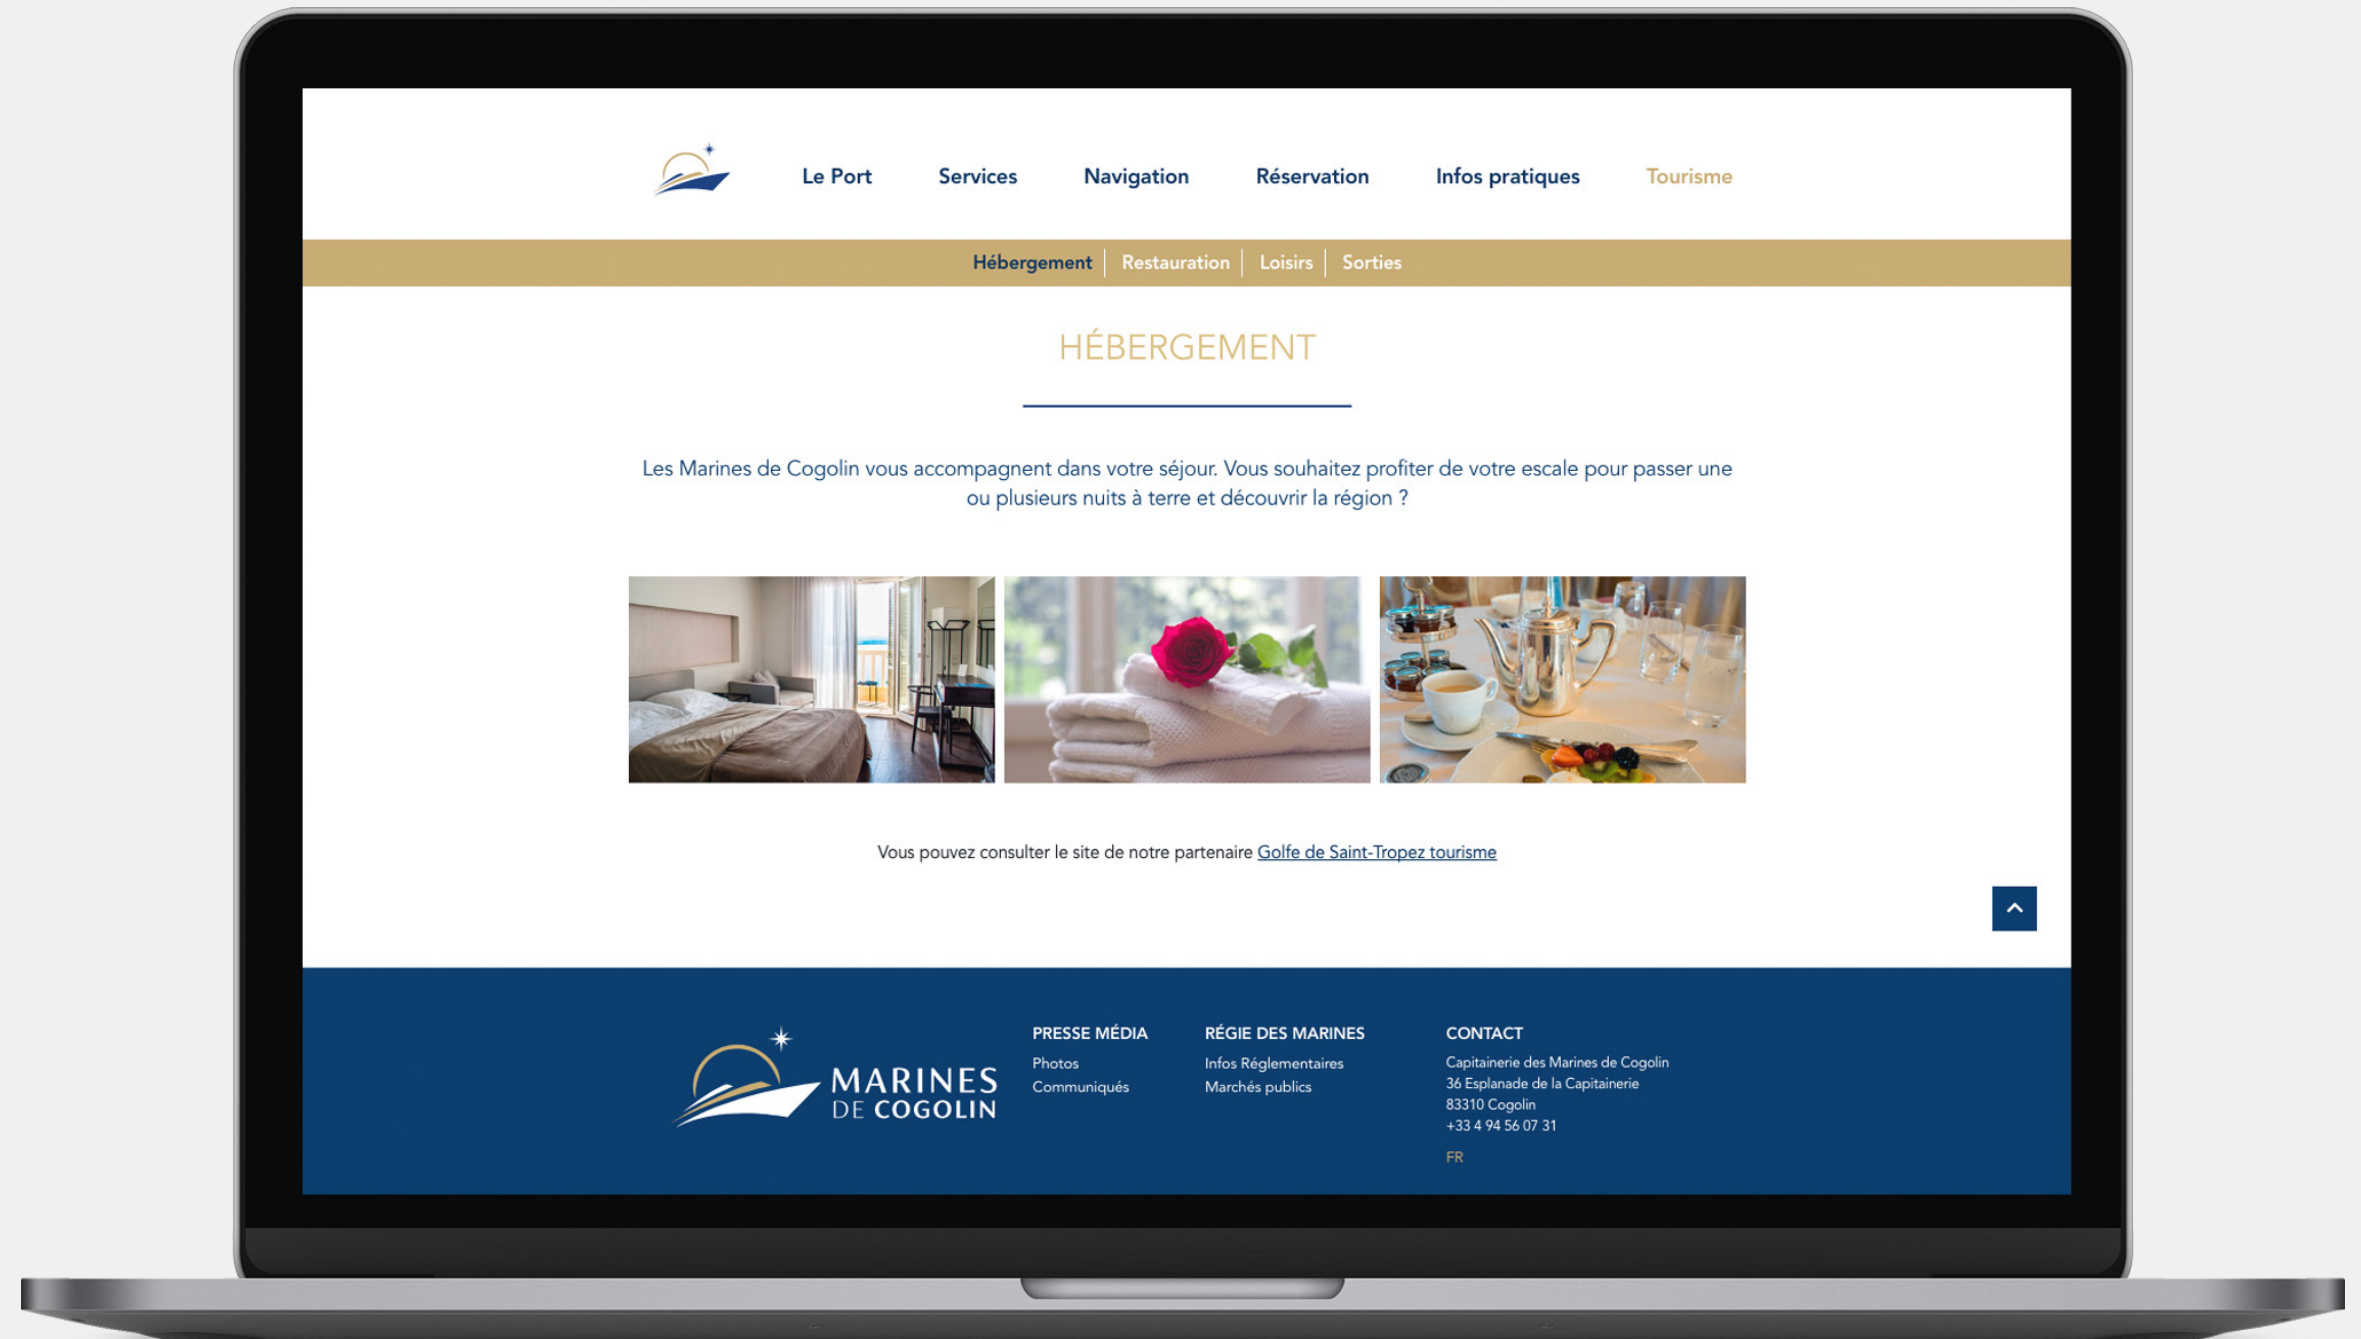 Le Port Services Navigation Réservation Infos pratiques Tourisme
Hébergement Restauration Loisirs Sorties
HÉBERGEMENT
Les Marines de Cogolin vous accompagnent dans votre séjour. Vous souhaitez profiter de votre escale pour passer une
ou plusieurs nuits à terre et découvrir la région ?
Vous pouvez consulter le site de notre partenaire Golfe de Saint-Tropez tourisme
MARINES
DE COGOLIN
PRESSE MÉDIA
Photos
Communiqués
RÉGIE DES MARINES
Infos Réglementaires
Marchés publics
CONTACT
Capitainerie des Marines de Cogolin
36 Esplanade de la Capitainerie
83310 Cogolin
+33 4 94 56 07 31
FR